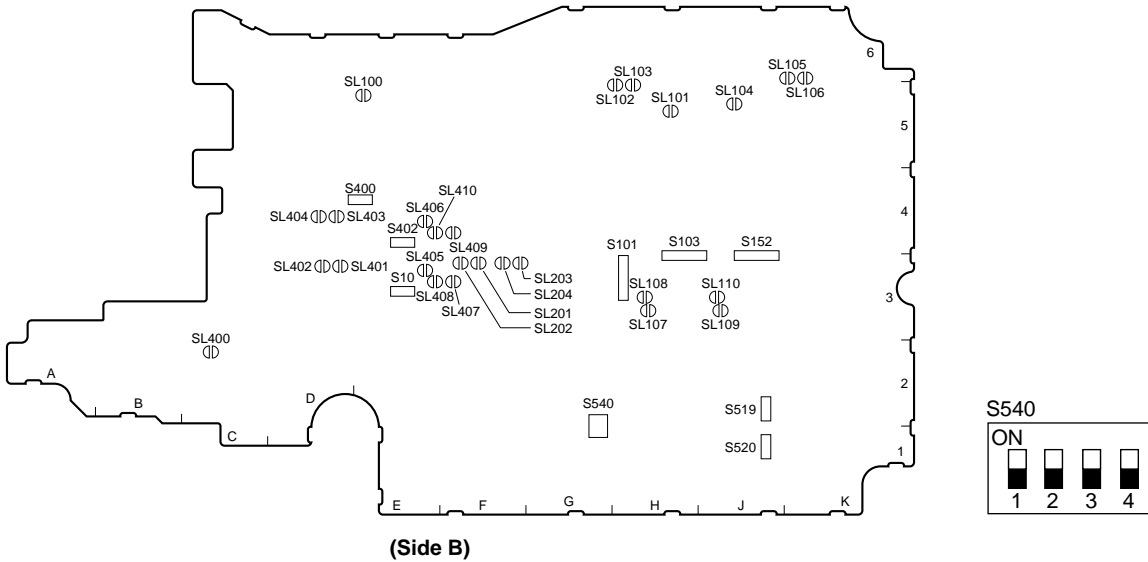 6
SL105
SL103
SL100
SL104
SL102
SL101
SL106
5
S400
SL410
SL406
SL404
SL403
S402
4
SL409
S101
S103
S152
SL405
SL402
SL401
S10
SL203
SL408
SL204
SL108
SL110
3
SL407
SL201
SL107
SL109
SL202
SL400
A
2
B
D
S540
S519
S540
C
S520
1
ON
1 2 3 4
E
F
G
H
J
K
(Side B)